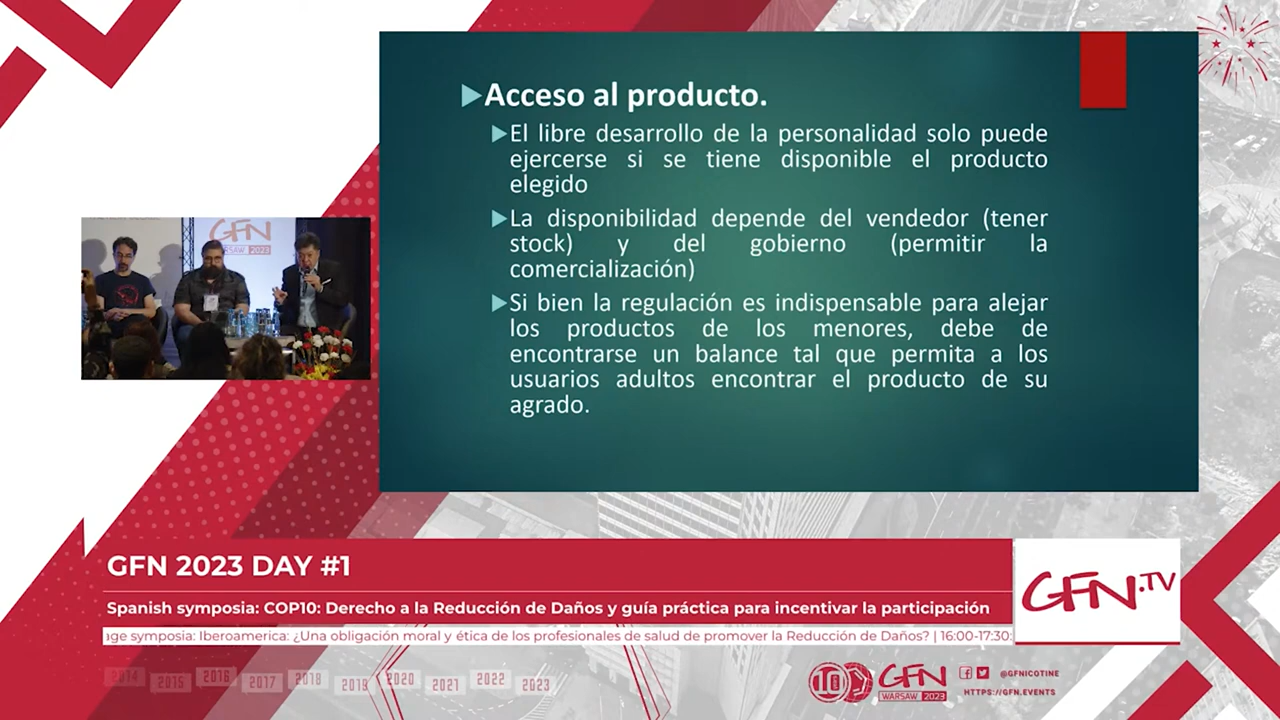 Acceso al producto.
El libre desarrollo de la personalidad solo puede
ejercerse si se tiene disponible el producto
elegido
La disponibilidad depende del vendedor (tener
stock) y del gobierno (permitir la
comercialización)
Si bien la regulación es indispensable para alejar
los productos de los menores, debe de
encontrarse un balance tal que permita a los
usuarios adultos encontrar el producto de su
agrado.
GFN
WARSAW 2023
GFN 2023 DAY #1
Spanish symposia: COP10: Derecho a la Reducción de Daños y guía práctica para incentivar la participación
symposia: Iberoamerica: ¿Una obligación moral y ética de los profesionales de salud de promover la Reducción de Daños? | 16:00-17:30:
GFN.TV
2014 2015 2016 2017 2018 2019 2020 2021 2022 2023
10
GFN
WARSAW 2023
@GFNICOTINE
HTTPS://GFN.EVENTS